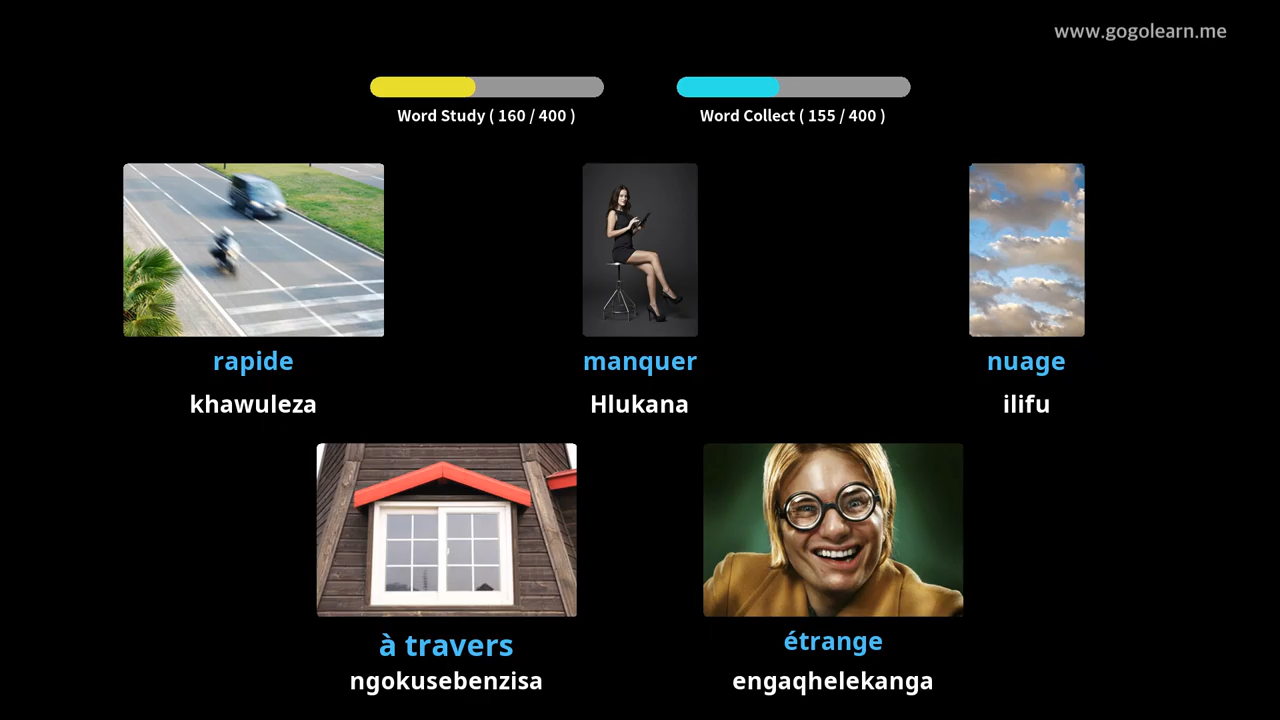 www.gogolearn.me
Word Study ( 160 / 400 )
Word Collect ( 155 / 400 )
rapide
khawuleza
manquer
Hlukana
nuage
ilifu
à travers
ngokusebenzisa
étrange
engaqhelekanga